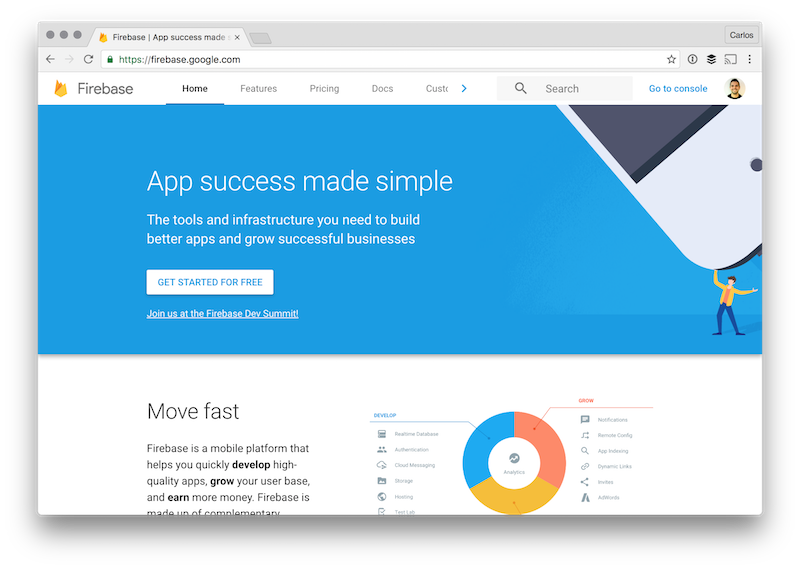 Firebase | App success made s
Carlos
https://firebase.google.com
Firebase
Home
Features
Pricing
Docs
Custo
Search
Go to console
App success made simple
The tools and infrastructure you need to build
better apps and grow successful businesses
GET STARTED FOR FREE
Join us at the Firebase Dev Summit!
Move fast
Firebase is a mobile platform that
helps you quickly develop high-
quality apps, grow your user base,
and earn more money. Firebase is
made up of complementary
DEVELOP
Realtime Database
Authentication
Cloud Messaging
Storage
Hosting
Test Lab
Analytics
GROW
Notifications
Remote Config
App Indexing
Dynamic Links
Invites
AdWords